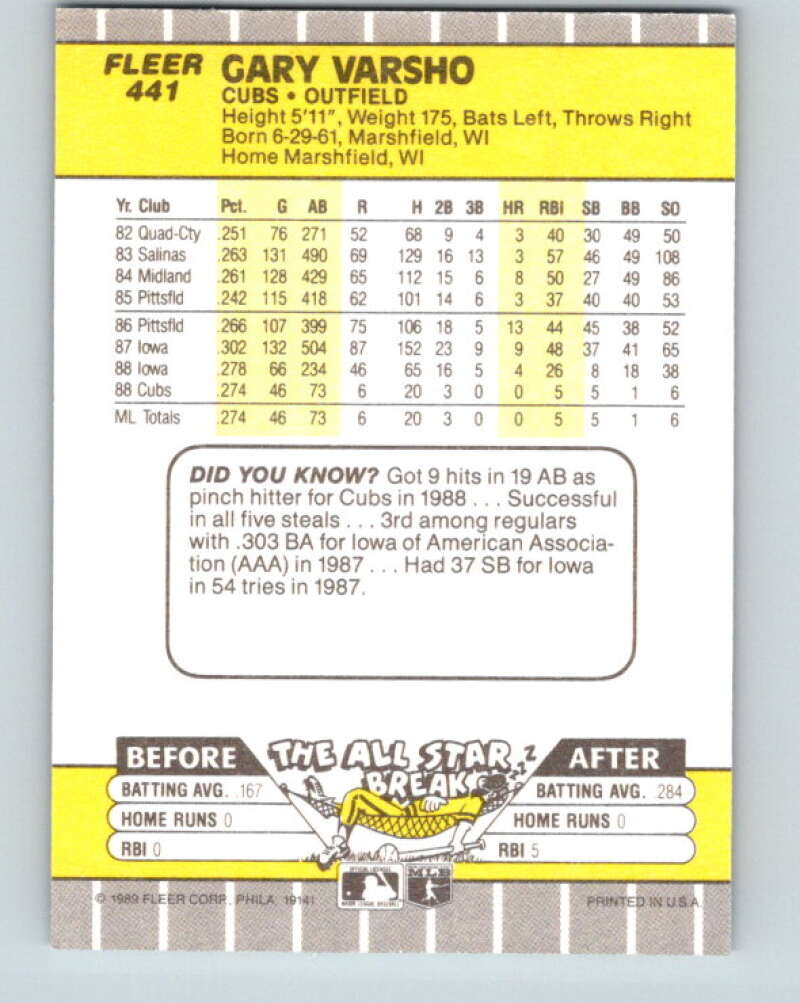 FLEER GARY VARSHO
441 CUBS • OUTFIELD
Height 5'11", Weight 175, Bats Left, Throws Right
Born 6-29-61, Marshfield, WI
Home Marshfield, WI
Yr. Club Pct. G AB R H 2B 3B HR RBI SB BB SO
82 Quad-Cty .251 76 271 52 68 9 4 3 40 30 49 50
83 Salinas .263 131 490 69 129 16 13 3 57 46 49 108
84 Midland .261 128 429 65 112 15 6 8 50 27 49 86
85 Pittsfld .242 115 418 62 101 14 6 3 37 40 40 53
86 Pittsfld .266 107 399 75 106 18 5 13 44 45 38 52
87 Iowa .302 132 504 87 152 23 9 9 48 37 41 65
88 Iowa .278 66 234 46 65 16 5 4 26 8 18 38
88 Cubs .274 46 73 6 20 3 0 0 5 5 1 6
ML Totals .274 46 73 6 20 3 0 0 5 5 1 6
DID YOU KNOW? Got 9 hits in 19 AB as
pinch hitter for Cubs in 1988 . . . Successful
in all five steals . . . 3rd among regulars
with .303 BA for Iowa of American Associa-
tion (AAA) in 1987 . . . Had 37 SB for Iowa
in 54 tries in 1987.
BEFORE THE ALL STAR BREAK ZZZ AFTER
BATTING AVG. .167 BATTING AVG. .284
HOME RUNS 0 HOME RUNS 0
RBI 0 RBI 5
MLB
© 1989 FLEER CORP., PHILA. 19141 MAJOR LEAGUE BASEBALL PRINTED IN U.S.A.